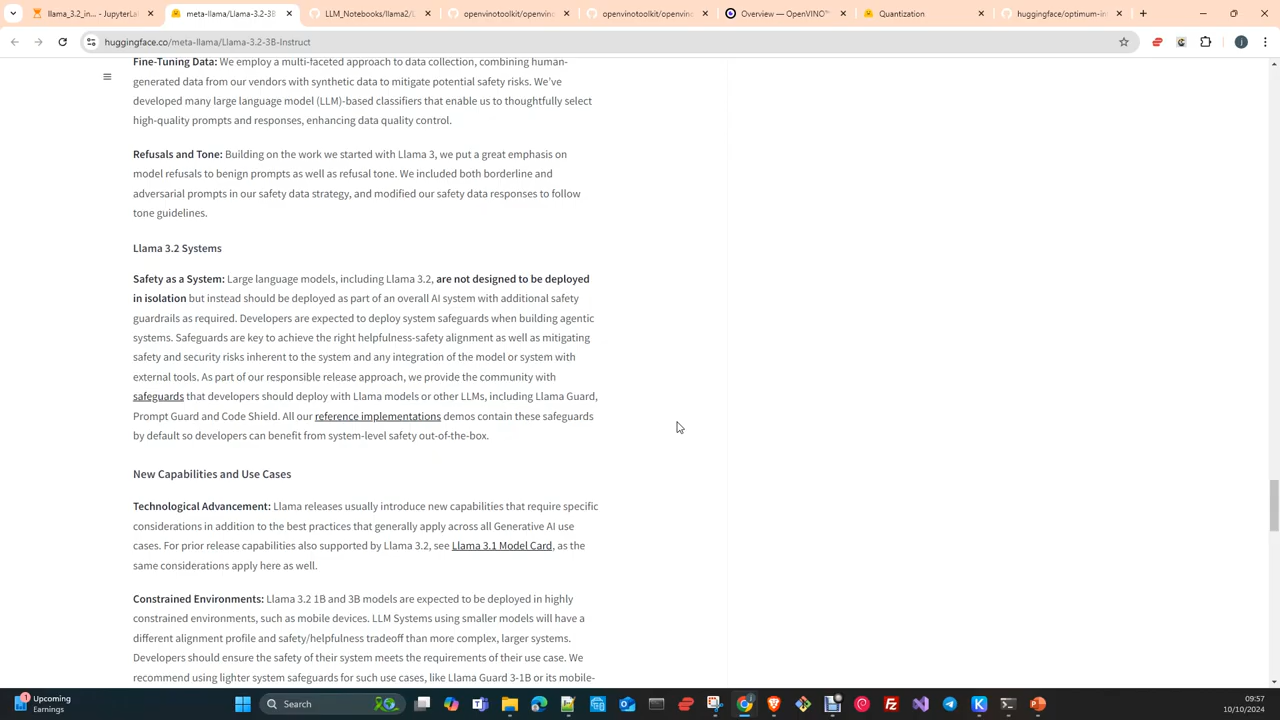 llama_3.2_in... - JupyterLa
meta-llama/Llama-3.2-3B
LLM_Notebooks/llama2/L
openvinotoolkit/openvino
openvinotoolkit/openvino
Overview — OpenVINO™
Quantization
huggingface/optimum-in
huggingface.co/meta-llama/Llama-3.2-3B-Instruct
Fine-Tuning Data: We employ a multi-faceted approach to data collection, combining human-
generated data from our vendors with synthetic data to mitigate potential safety risks. We've
developed many large language model (LLM)-based classifiers that enable us to thoughtfully select
high-quality prompts and responses, enhancing data quality control.
Refusals and Tone: Building on the work we started with Llama 3, we put a great emphasis on
model refusals to benign prompts as well as refusal tone. We included both borderline and
adversarial prompts in our safety data strategy, and modified our safety data responses to follow
tone guidelines.
Llama 3.2 Systems
Safety as a System: Large language models, including Llama 3.2, are not designed to be deployed
in isolation but instead should be deployed as part of an overall AI system with additional safety
guardrails as required. Developers are expected to deploy system safeguards when building agentic
systems. Safeguards are key to achieve the right helpfulness-safety alignment as well as mitigating
safety and security risks inherent to the system and any integration of the model or system with
external tools. As part of our responsible release approach, we provide the community with
safeguards that developers should deploy with Llama models or other LLMs, including Llama Guard,
Prompt Guard and Code Shield. All our reference implementations demos contain these safeguards
by default so developers can benefit from system-level safety out-of-the-box.
New Capabilities and Use Cases
Technological Advancement: Llama releases usually introduce new capabilities that require specific
considerations in addition to the best practices that generally apply across all Generative AI use
cases. For prior release capabilities also supported by Llama 3.2, see Llama 3.1 Model Card, as the
same considerations apply here as well.
Constrained Environments: Llama 3.2 1B and 3B models are expected to be deployed in highly
constrained environments, such as mobile devices. LLM Systems using smaller models will have a
different alignment profile and safety/helpfulness tradeoff than more complex, larger systems.
Developers should ensure the safety of their system meets the requirements of their use case. We
recommend using lighter system safeguards for such use cases, like Llama Guard 3-1B or its mobile-
1
Upcoming
Earnings
Search
09:57
10/10/2024